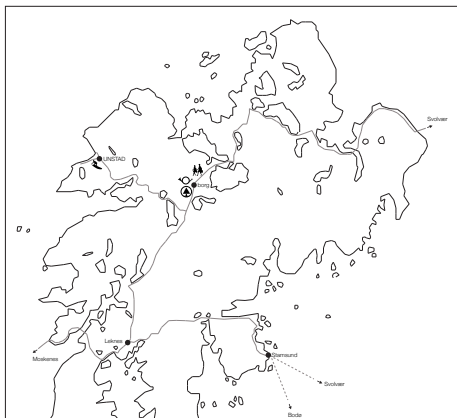 Svolvær
UNSTAD
borg
Leknes
Stamsund
Moskenes
Svolvær
Bodø